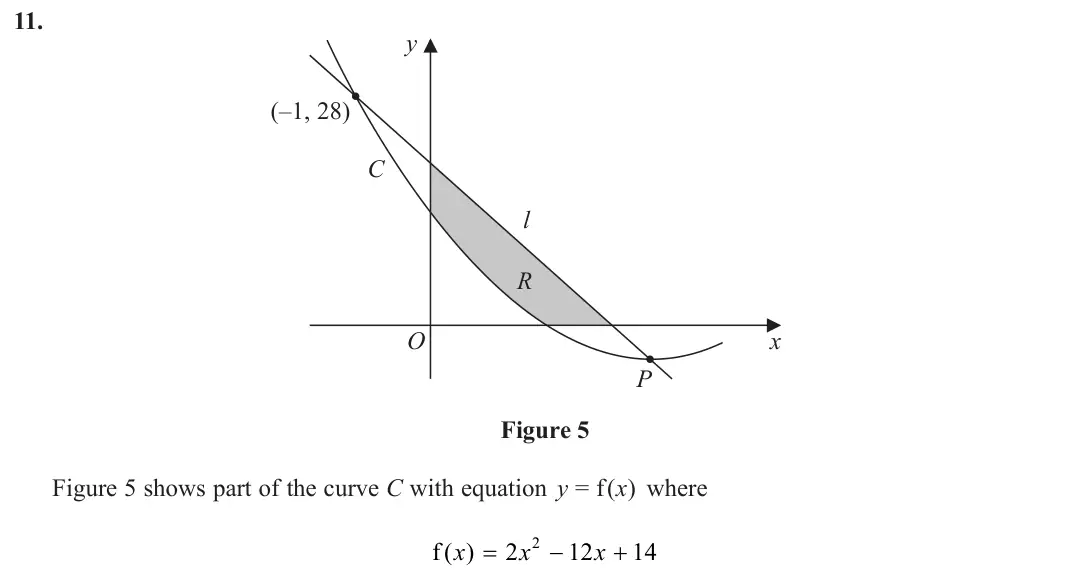 11.
y
(–1, 28)
C
l
R
O
x
P
Figure 5
Figure 5 shows part of the curve C with equation y = f(x) where
f(x) = 2x² – 12x + 14